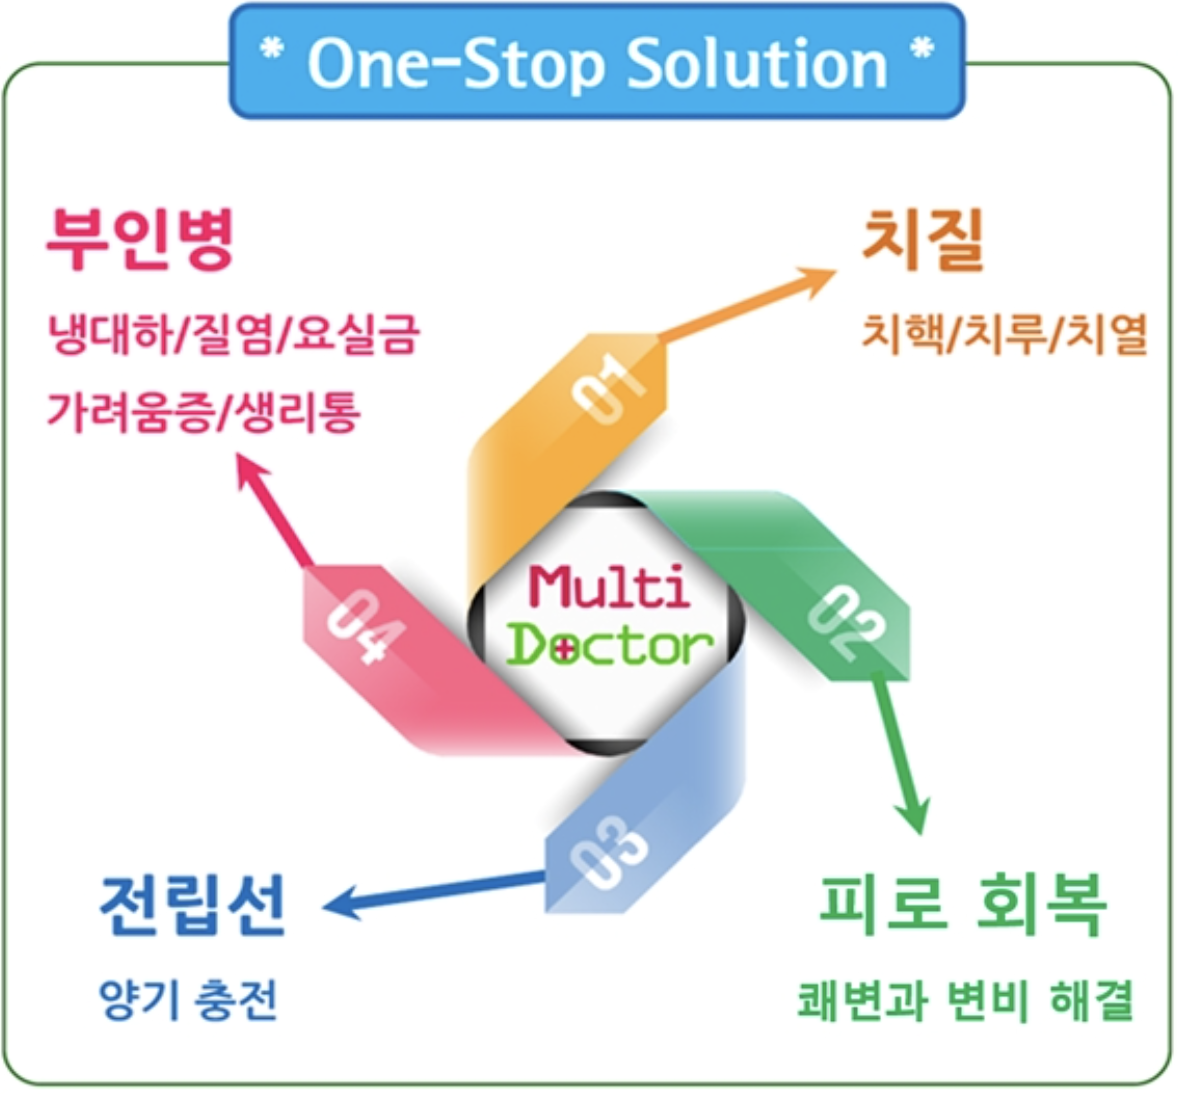 * One-Stop Solution *
부인병
냉대하/질염/요실금
가려움증/생리통
치질
치핵/치루/치열
01
Multi
Doctor
02
04
03
전립선
양기 충전
피로 회복
쾌변과 변비 해결